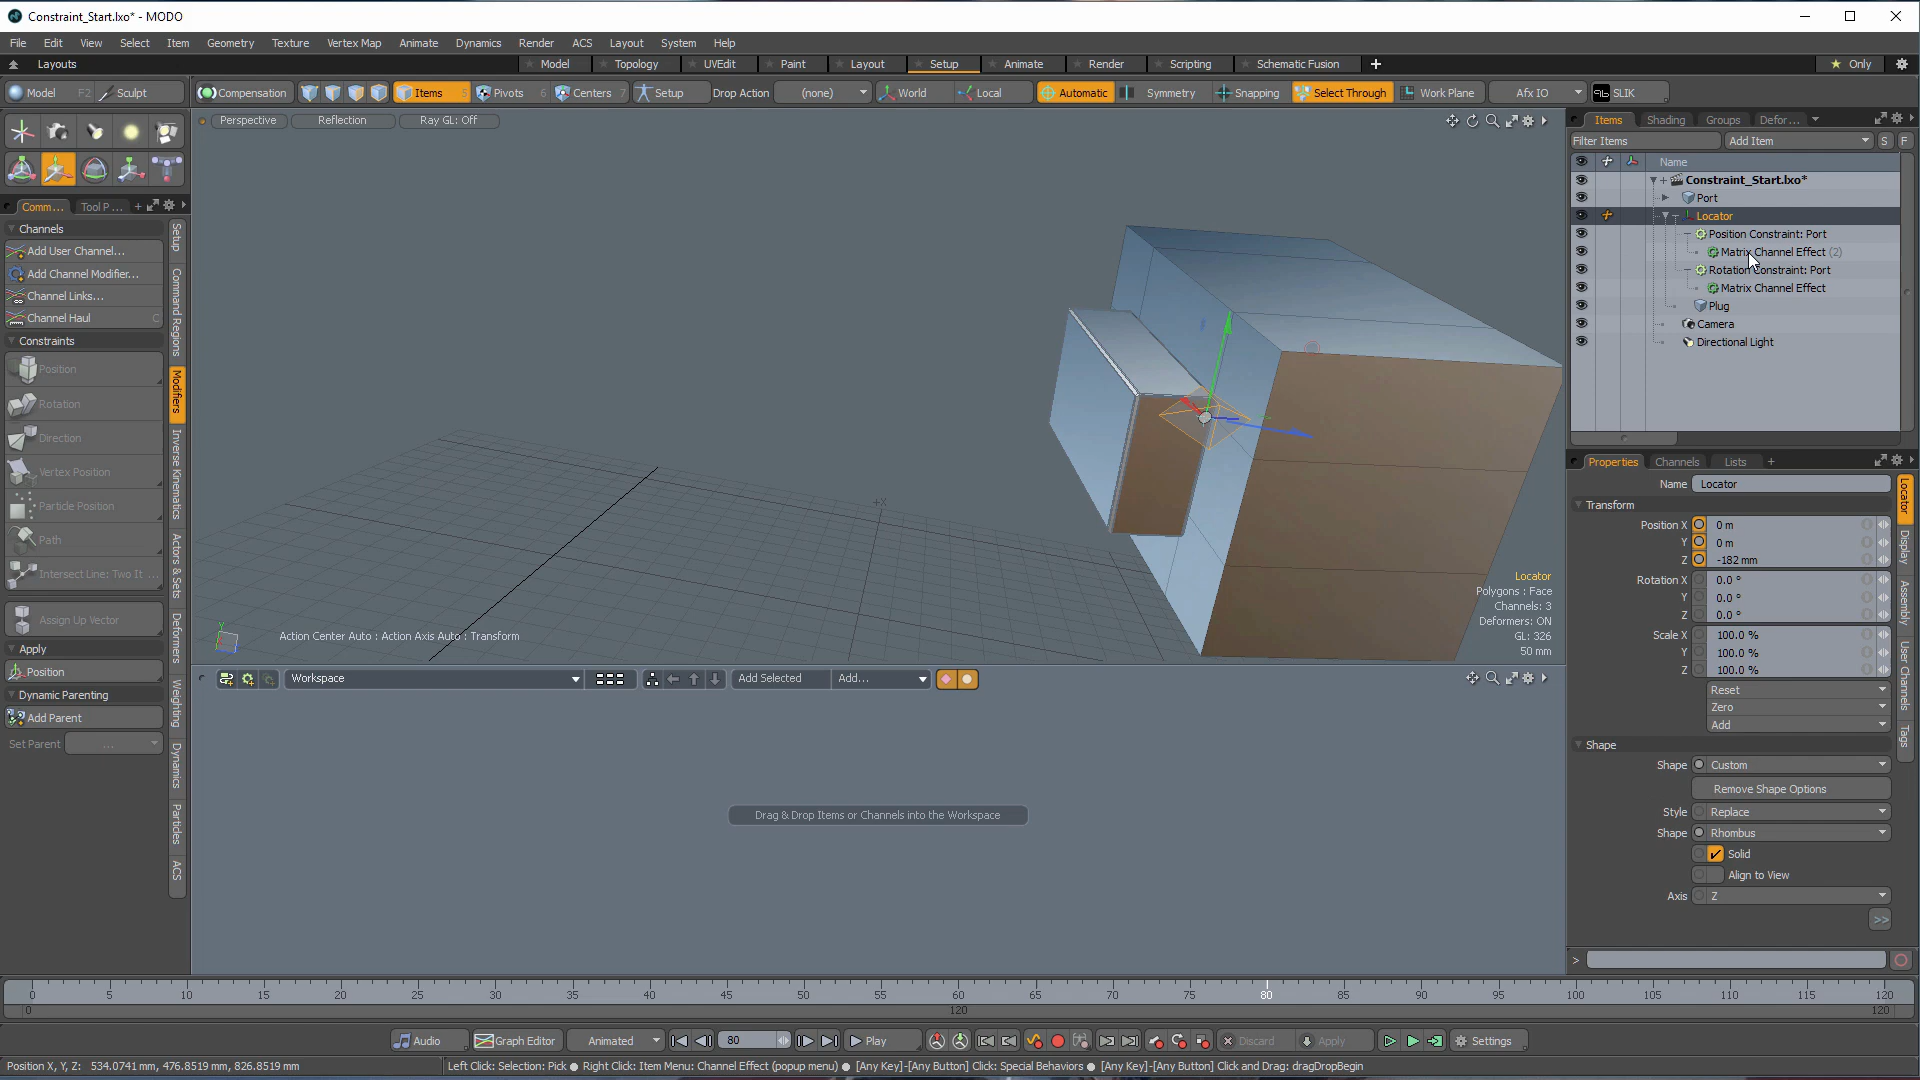 Constraint_Start.lxo* - MODO
File Edit View Select Item Geometry Texture Vertex Map Animate Dynamics Render ACS Layout System Help
Layouts Model Topology UVEdit Paint Layout Setup Animate Render Scripting Schematic Fusion Only
Model F2 Sculpt Compensation Items 5 Pivots 6 Centers 7 Setup Drop Action (none) World Local Automatic Symmetry Snapping Select Through Work Plane Afx IO SLIK
Perspective Reflection Ray GL: Off
Items Shading Groups Defor ...
Filter Items Add Item S F
Name
Constraint_Start.lxo*
Port
Locator
Position Constraint: Port
Matrix Channel Effect (2)
Rotation Constraint: Port
Matrix Channel Effect
Plug
Camera
Directional Light
Comm... Tool P ...
Channels
Add User Channel...
Add Channel Modifier...
Channel Links...
Channel Haul C
Constraints
Position
Rotation
Direction
Vertex Position
Particle Position
Path
Intersect Line: Two It ...
Assign Up Vector
Apply
Position
Dynamic Parenting
Add Parent
Set Parent ...
Setup
Command Regions
Modifiers
Inverse Kinematics
Actors & Sets
Deformers
Weighting
Dynamics
Particles
ACS
+X
Y
Action Center Auto : Action Axis Auto : Transform
Locator
Polygons : Face
Channels: 3
Deformers: ON
GL: 326
50 mm
Properties Channels Lists
Name Locator
Transform
Position X 0 m
Y 0 m
Z -182 mm
Rotation X 0.0 °
Y 0.0 °
Z 0.0 °
Scale X 100.0 %
Y 100.0 %
Z 100.0 %
Reset
Zero
Add
Shape
Shape Custom
Remove Shape Options
Style Replace
Shape Rhombus
Solid
Align to View
Axis Z
>>
>
Locator
Display
Assembly
User Channels
Tags
Workspace Add Selected Add...
Drag & Drop Items or Channels into the Workspace
0 5 10 15 20 25 30 35 40 45 50 55 60 65 70 75 80 85 90 95 100 105 110 115 120
0 120 120
Audio Graph Editor Animated 80 Play Discard Apply Settings
Position X, Y, Z: 534.0741 mm, 476.8519 mm, 826.8519 mm Left Click: Selection: Pick ● Right Click: Item Menu: Channel Effect (popup menu) ● [Any Key]-[Any Button] Click: Special Behaviors ● [Any Key]-[Any Button] Click and Drag: dragDropBegin